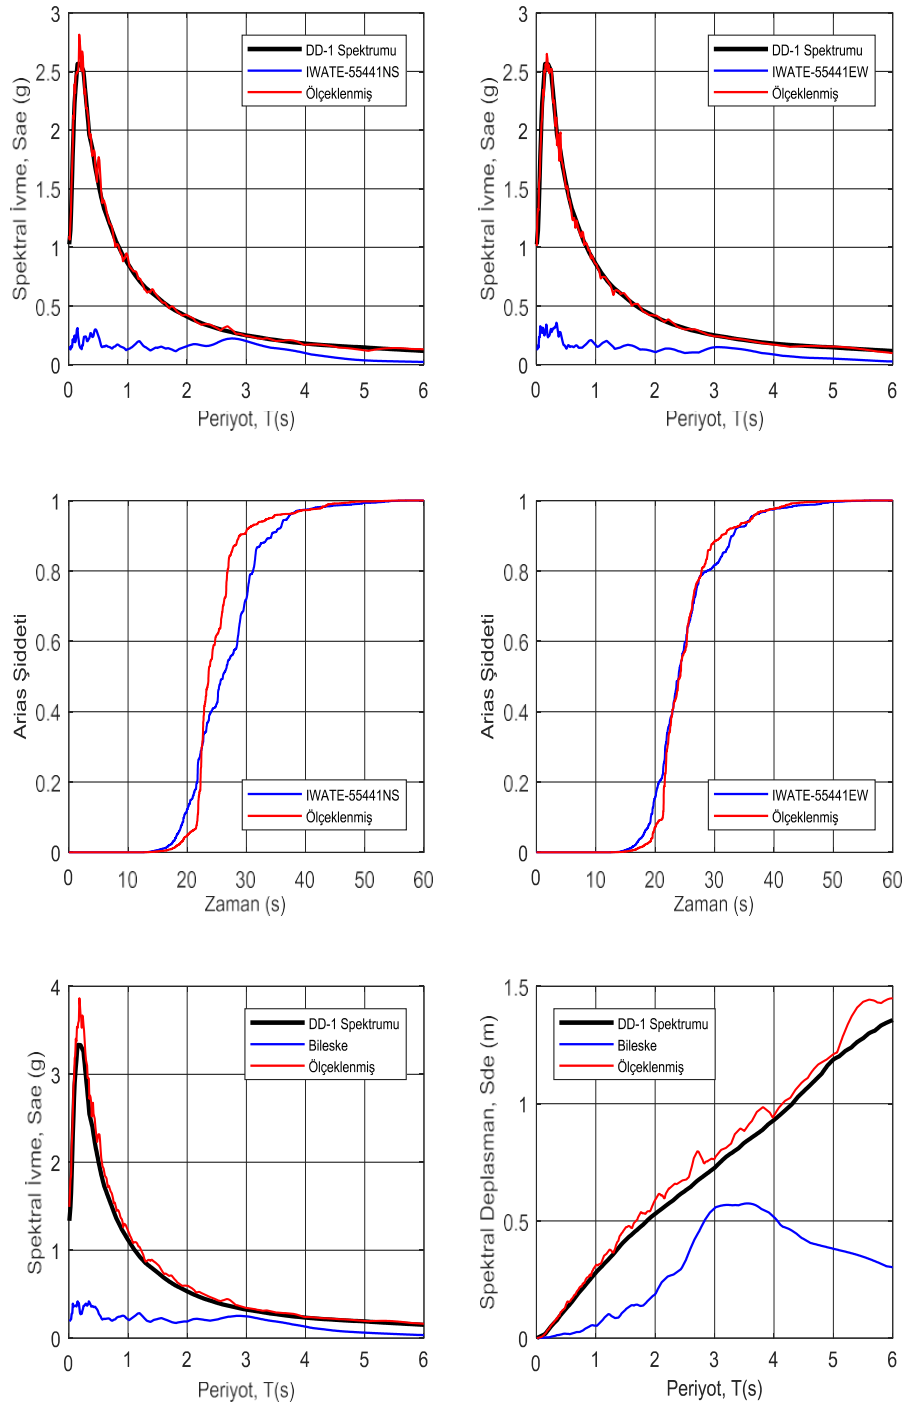 3
2.5
2
1.5
1
0.5
0
Spektral İvme, Sae (g)
DD-1 Spektrumu
IWATE-55441NS
Ölçeklenmiş
0 1 2 3 4 5 6
Periyot, T(s)
3
2.5
2
1.5
1
0.5
0
Spektral İvme, Sae (g)
DD-1 Spektrumu
IWATE-55441EW
Ölçeklenmiş
0 1 2 3 4 5 6
Periyot, T(s)
1
0.8
0.6
0.4
0.2
0
Arias Şiddeti
IWATE-55441NS
Ölçeklenmiş
0 10 20 30 40 50 60
Zaman (s)
1
0.8
0.6
0.4
0.2
0
Arias Şiddeti
IWATE-55441EW
Ölçeklenmiş
0 10 20 30 40 50 60
Zaman (s)
4
3
2
1
0
Spektral İvme, Sae (g)
DD-1 Spektrumu
Bileske
Ölçeklenmiş
0 1 2 3 4 5 6
Periyot, T(s)
1.5
1
0.5
0
Spektral Deplasman, Sde (m)
DD-1 Spektrumu
Bileske
Ölçeklenmiş
0 1 2 3 4 5 6
Periyot, T(s)